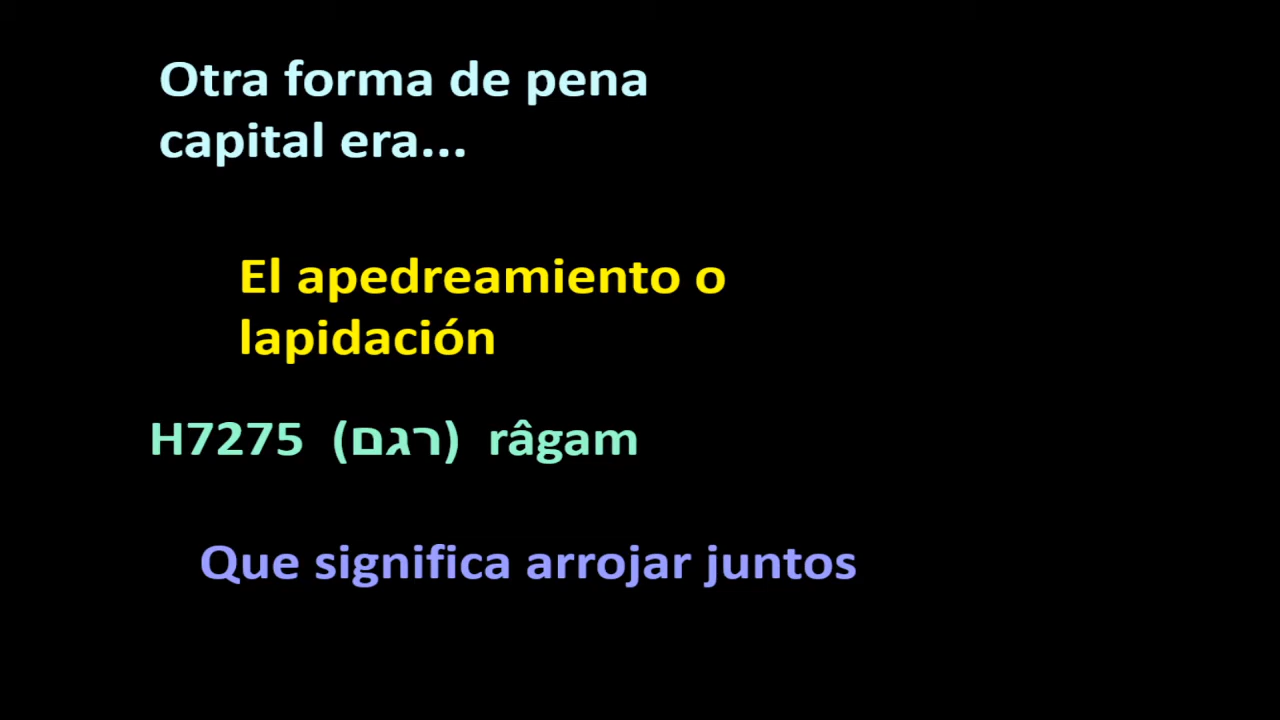 Otra forma de pena
capital era...
El apedreamiento o
lapidación
H7275 (רגם) râgam
Que significa arrojar juntos